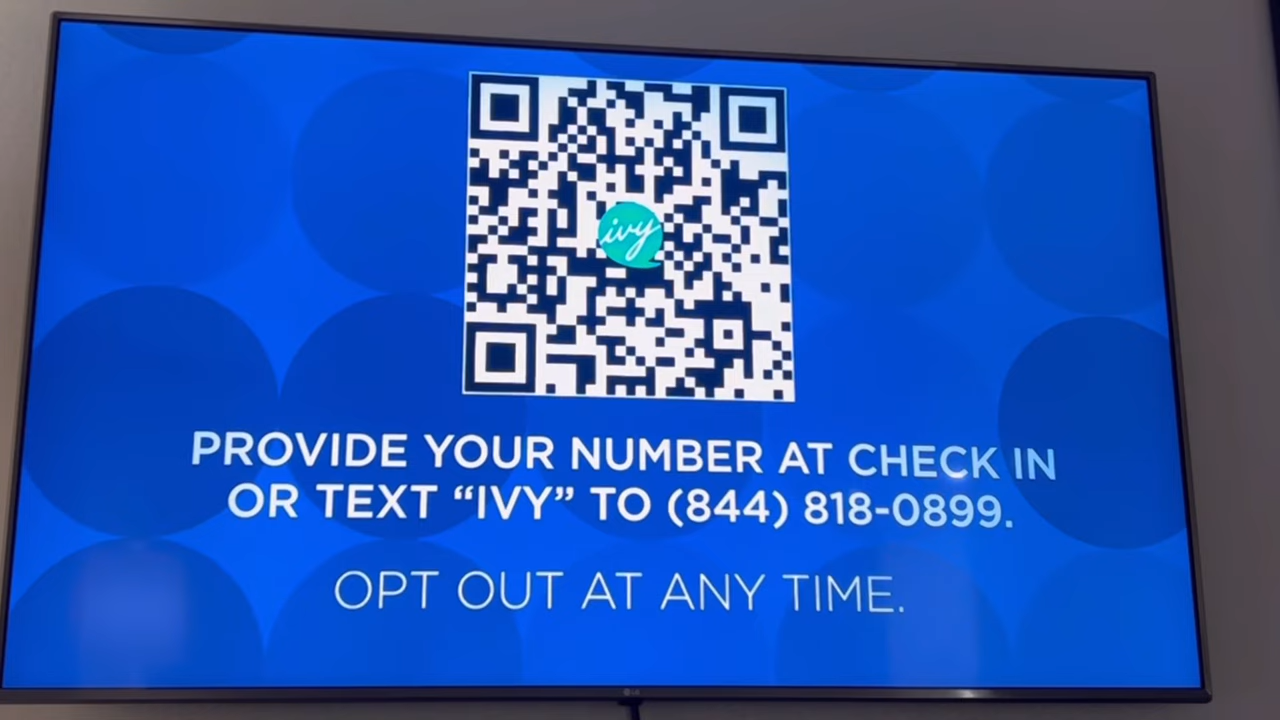 ivy
PROVIDE YOUR NUMBER AT CHECK IN
OR TEXT “IVY” TO (844) 818-0899.
OPT OUT AT ANY TIME.
LG